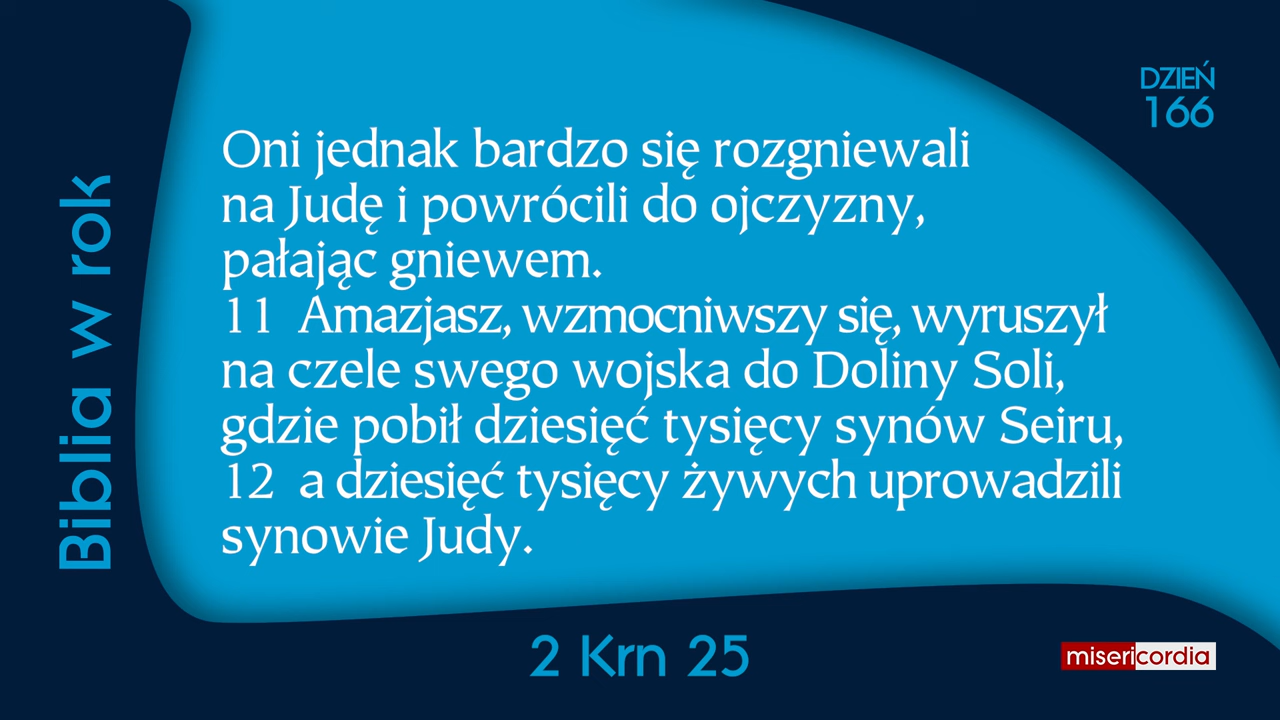 DZIEŃ
166
Oni jednak bardzo się rozgniewali
na Judę i powrócili do ojczyzny,
pałając gniewem.
11 Amazjasz, wzmocniwszy się, wyruszył
na czele swego wojska do Doliny Soli,
gdzie pobił dziesięć tysięcy synów Seiru,
12 a dziesięć tysięcy żywych uprowadzili
synowie Judy.
Biblia w rok
2 Krn 25
misericordia